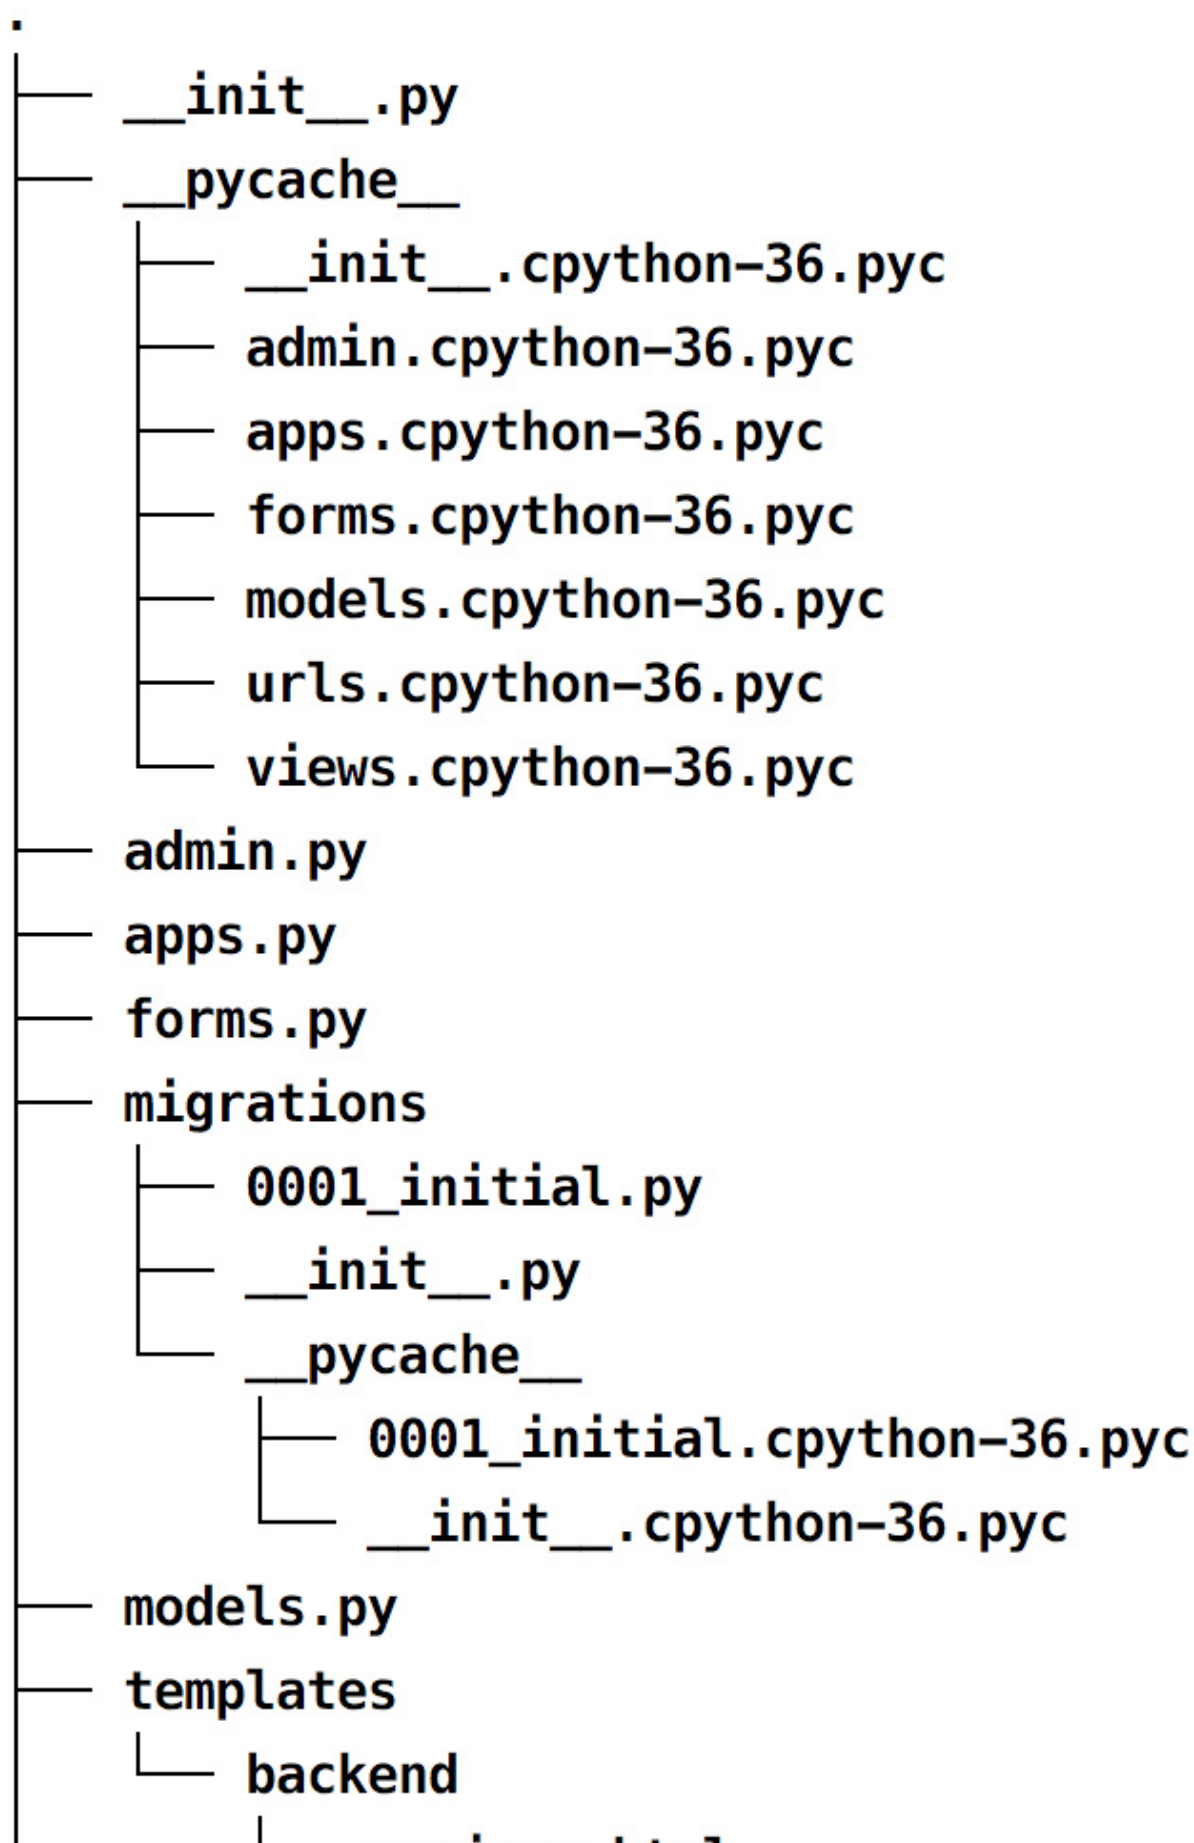 .
├── __init__.py
├── __pycache__
│   ├── __init__.cpython-36.pyc
│   ├── admin.cpython-36.pyc
│   ├── apps.cpython-36.pyc
│   ├── forms.cpython-36.pyc
│   ├── models.cpython-36.pyc
│   ├── urls.cpython-36.pyc
│   └── views.cpython-36.pyc
├── admin.py
├── apps.py
├── forms.py
├── migrations
│   ├── 0001_initial.py
│   ├── __init__.py
│   └── __pycache__
│       ├── 0001_initial.cpython-36.pyc
│       └── __init__.cpython-36.pyc
├── models.py
├── templates
│   └── backend